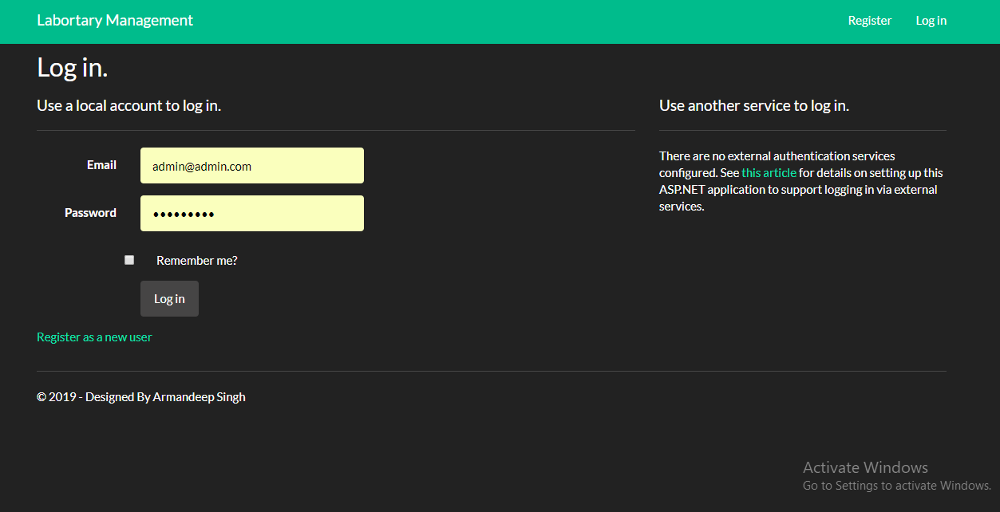 Labortary Management
Register
Log in
Log in.
Use a local account to log in.
Email
admin@admin.com
Password
•••••••••
Remember me?
Log in
Register as a new user
Use another service to log in.
There are no external authentication services
configured. See this article for details on setting up this
ASP.NET application to support logging in via external
services.
© 2019 - Designed By Armandeep Singh
Activate Windows
Go to Settings to activate Windows.